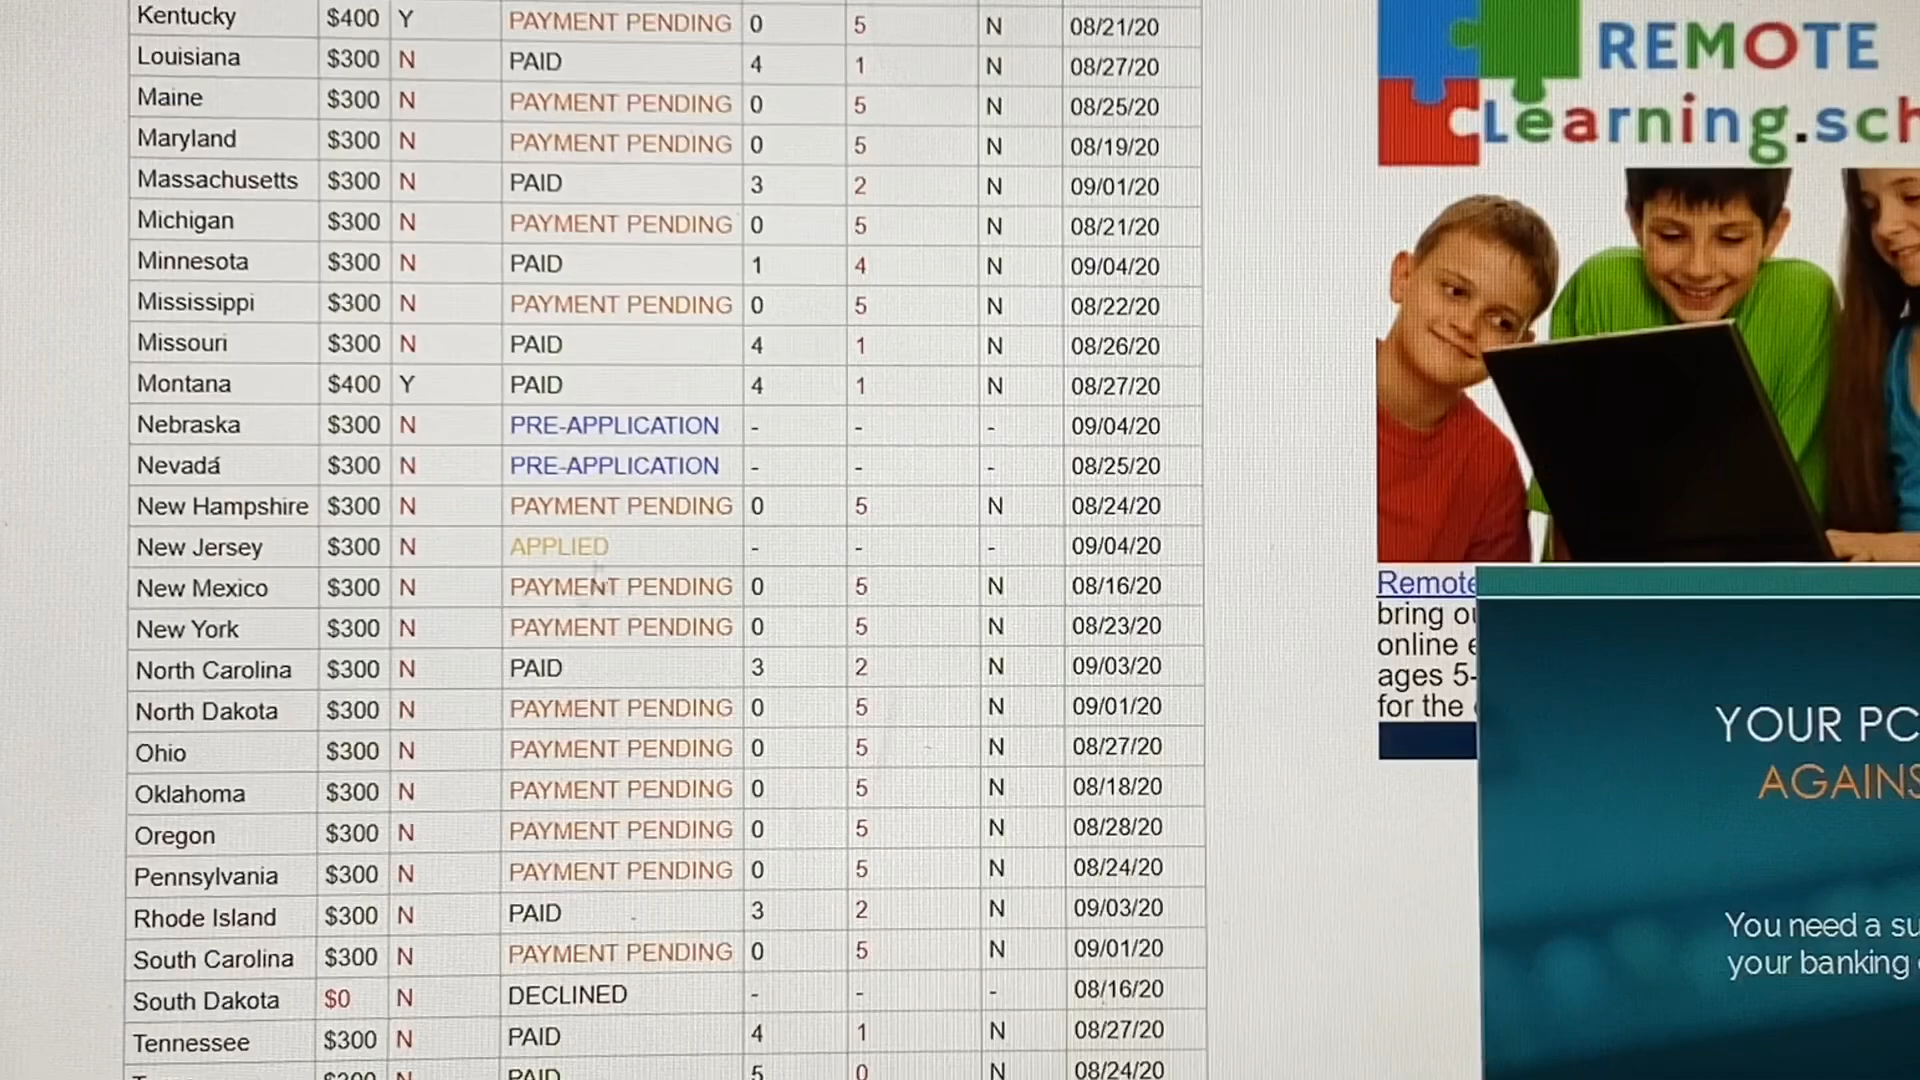 Kentucky $400 Y PAYMENT PENDING 0 5 N 08/21/20
Louisiana $300 N PAID 4 1 N 08/27/20
Maine $300 N PAYMENT PENDING 0 5 N 08/25/20
Maryland $300 N PAYMENT PENDING 0 5 N 08/19/20
Massachusetts $300 N PAID 3 2 N 09/01/20
Michigan $300 N PAYMENT PENDING 0 5 N 08/21/20
Minnesota $300 N PAID 1 4 N 09/04/20
Mississippi $300 N PAYMENT PENDING 0 5 N 08/22/20
Missouri $300 N PAID 4 1 N 08/26/20
Montana $400 Y PAID 4 1 N 08/27/20
Nebraska $300 N PRE-APPLICATION - - - 09/04/20
Nevadá $300 N PRE-APPLICATION - - - 08/25/20
New Hampshire $300 N PAYMENT PENDING 0 5 N 08/24/20
New Jersey $300 N APPLIED - - - 09/04/20
New Mexico $300 N PAYMENT PENDING 0 5 N 08/16/20
New York $300 N PAYMENT PENDING 0 5 N 08/23/20
North Carolina $300 N PAID 3 2 N 09/03/20
North Dakota $300 N PAYMENT PENDING 0 5 N 09/01/20
Ohio $300 N PAYMENT PENDING 0 5 N 08/27/20
Oklahoma $300 N PAYMENT PENDING 0 5 N 08/18/20
Oregon $300 N PAYMENT PENDING 0 5 N 08/28/20
Pennsylvania $300 N PAYMENT PENDING 0 5 N 08/24/20
Rhode Island $300 N PAID 3 2 N 09/03/20
South Carolina $300 N PAYMENT PENDING 0 5 N 09/01/20
South Dakota $0 N DECLINED - - - 08/16/20
Tennessee $300 N PAID 4 1 N 08/27/20
$300 N PAID 5 0 N 08/24/20
REMOTE
Learning.sch
Remote
bring
online
ages 5-
for the
YOUR PC
AGAINS
You need a su
your banking